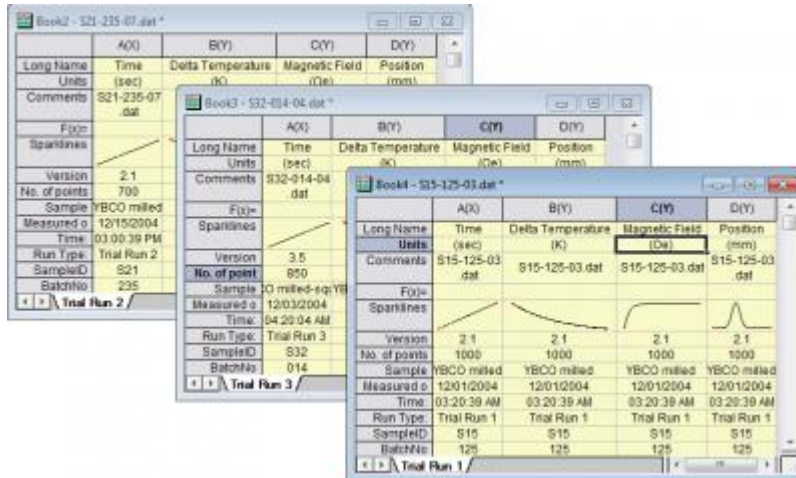 Book2 - S21-235-07.dat *
A(X) B(Y) C(Y) D(Y)
Long Name Time Delta Temperature Magnetic Field Position
Units (sec) (K) (Oe) (mm)
Comments S21-235-07
.dat
F(x)=
Sparklines
Version 2.1
No. of points 700
Sample YBCO milled
Measured o 12/15/2004
Time: 03:00:39 PM
Run Type: Trial Run 2
SampleID S21
BatchNo 235
Trial Run 2
Book3 - S32-014-04.dat *
A(X) B(Y) C(Y) D(Y)
Long Name Time Delta Temperature Magnetic Field Position
Units (sec) (K) (Oe) (mm)
Comments S32-014-04
.dat
F(x)=
Sparklines
Version 3.5
No. of point 850
Sample O milled-sq YB
Measured o 12/03/2004
Time: 04:20:04 AM
Run Type: Trial Run 3
SampleID S32
BatchNo 014
Trial Run 3
Book4 - S15-125-03.dat *
A(X) B(Y) C(Y) D(Y)
Long Name Time Delta Temperature Magnetic Field Position
Units (sec) (K) (Oe) (mm)
Comments S15-125-03 S15-125-03.dat S15-125-03.dat S15-125-03
.dat .dat
F(x)=
Sparklines
Version 2.1 2.1 2.1 2.1
No. of points 1000 1000 1000 1000
Sample YBCO milled YBCO milled YBCO milled YBCO milled
Measured o 12/01/2004 12/01/2004 12/01/2004 12/01/2004
Time: 03:20:39 AM 03:20:39 AM 03:20:39 AM 03:20:39 AM
Run Type: Trial Run 1 Trial Run 1 Trial Run 1 Trial Run 1
SampleID S15 S15 S15 S15
BatchNo 125 125 125 125
Trial Run 1